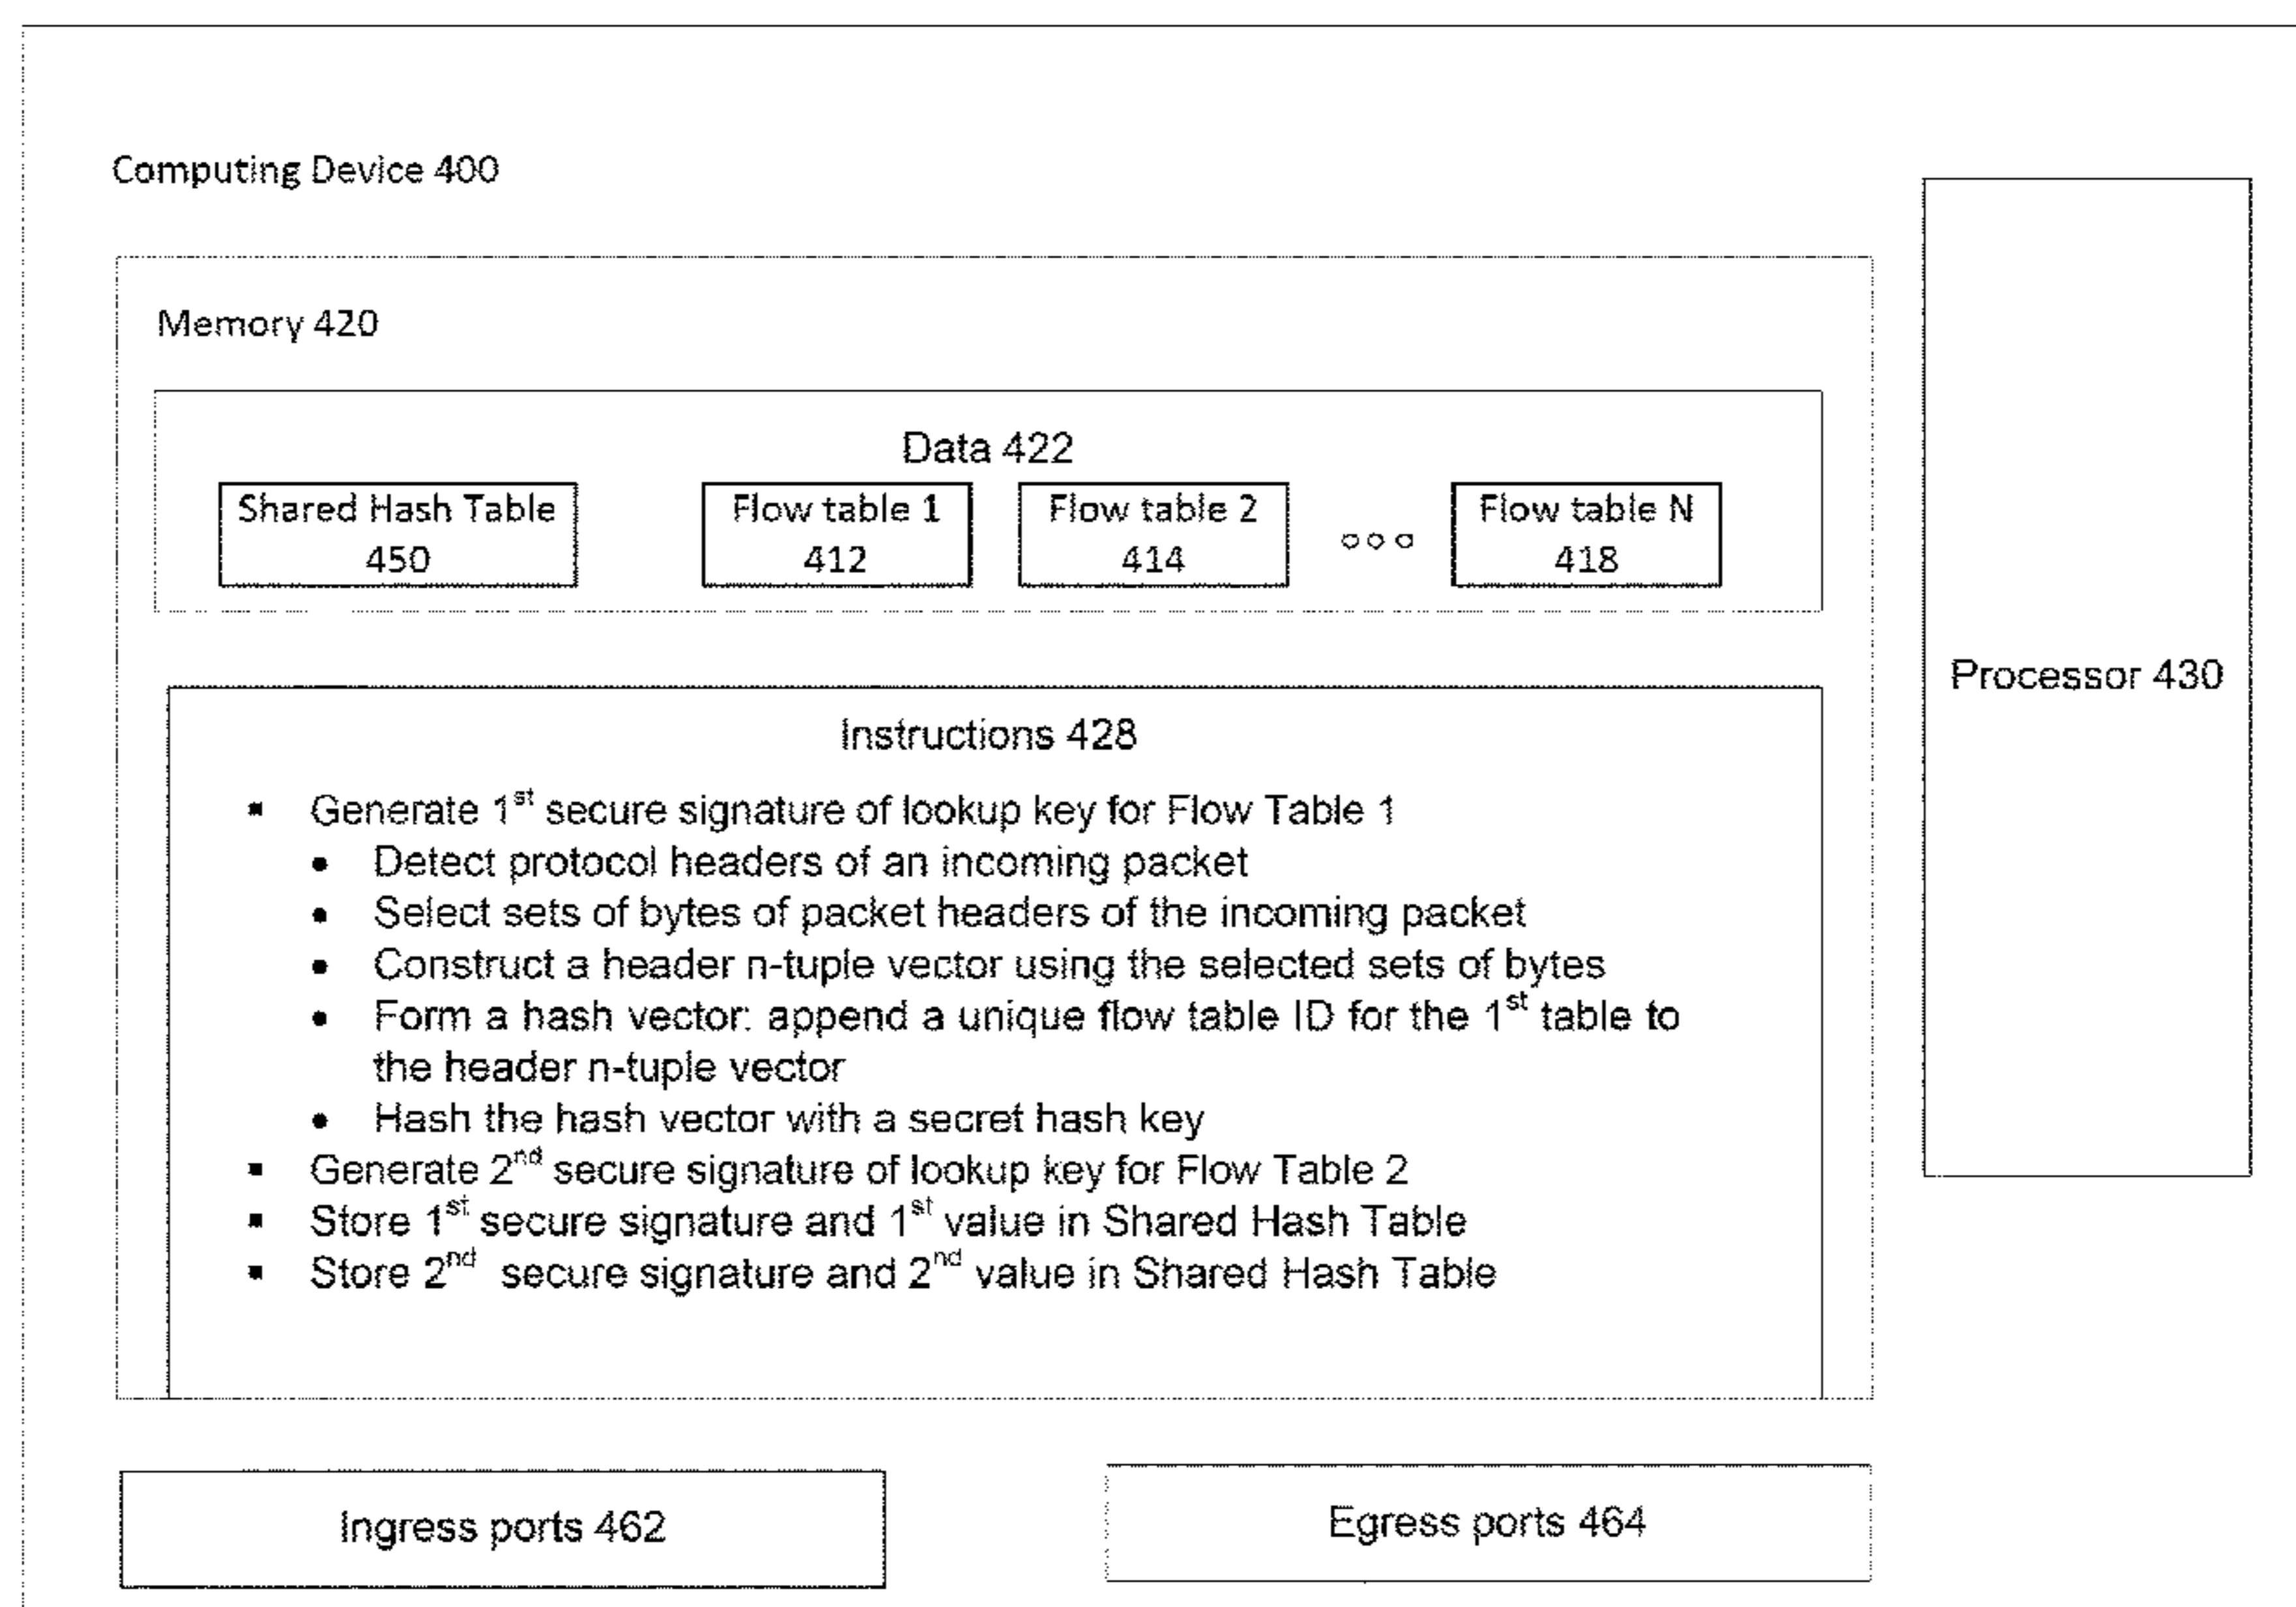 Computing Device 400
Memory 420
Data 422
Shared Hash Table
450
Flow table 1
412
Flow table 2
414
Flow table N
418
Processor 430
Instructions 428
▪ Generate 1st secure signature of lookup key for Flow Table 1
• Detect protocol headers of an incoming packet
• Select sets of bytes of packet headers of the incoming packet
• Construct a header n-tuple vector using the selected sets of bytes
• Form a hash vector: append a unique flow table ID for the 1st table to
the header n-tuple vector
• Hash the hash vector with a secret hash key
▪ Generate 2nd secure signature of lookup key for Flow Table 2
▪ Store 1st secure signature and 1st value in Shared Hash Table
▪ Store 2nd secure signature and 2nd value in Shared Hash Table
Ingress ports 462
Egress ports 464